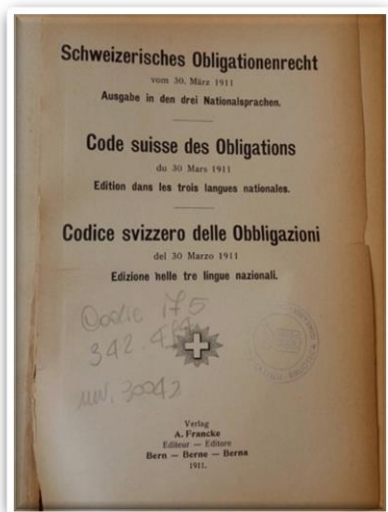 Schweizerisches Obligationenrecht
vom 30. März 1911
Ausgabe in den drei Nationalsprachen.
Code suisse des Obligations
du 30 Mars 1911
Edition dans les trois langues nationales.
Codice svizzero delle Obbligazioni
del 30 Marzo 1911
Edizione nelle tre lingue nazionali.
342.
30042
Verlag
A. Francke
Editeur — Editore
Bern — Berne — Berna
1911.